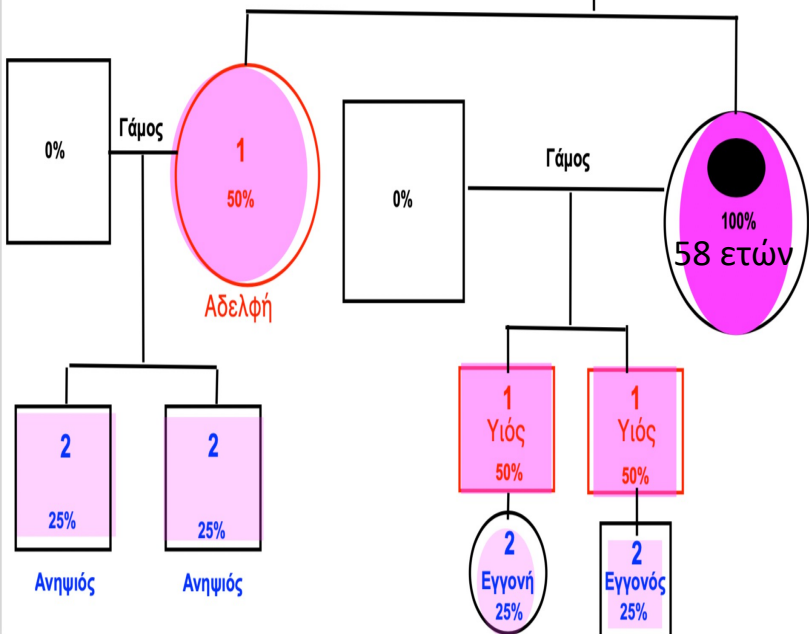 Γάμος
0%
1
50%
Αδελφή
Γάμος
0%
100%
58 ετών
2
25%
Ανηψιός
2
25%
Ανηψιός
1
Υιός
50%
1
Υιός
50%
2
Εγγονή
25%
2
Εγγονός
25%